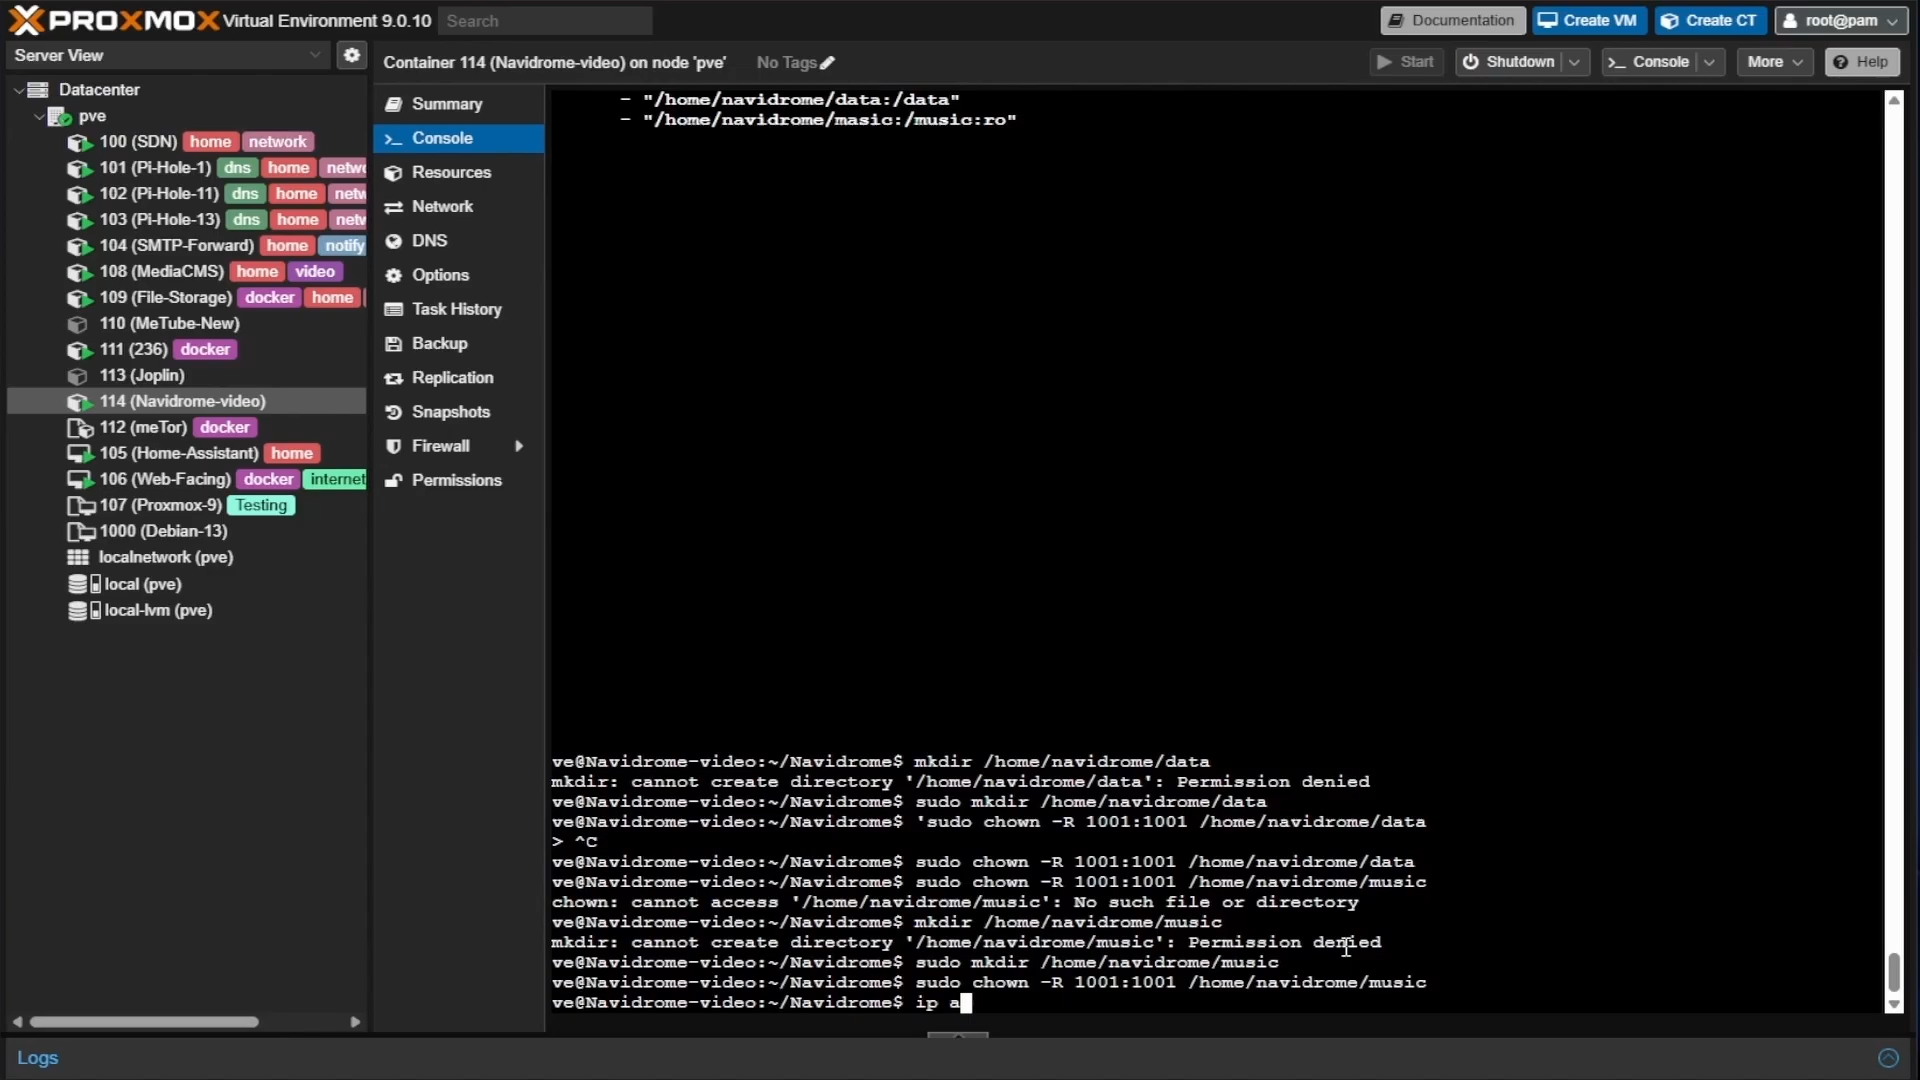 PROXMOX Virtual Environment 9.0.10 Search Documentation Create VM Create CT root@pam
Server View
Container 114 (Navidrome-video) on node 'pve' No Tags Start Shutdown Console More Help
Datacenter
pve
100 (SDN) home network
101 (Pi-Hole-1) dns home netwo
102 (Pi-Hole-11) dns home netw
103 (Pi-Hole-13) dns home netw
104 (SMTP-Forward) home notify
108 (MediaCMS) home video
109 (File-Storage) docker home
110 (MeTube-New)
111 (236) docker
113 (Joplin)
114 (Navidrome-video)
112 (meTor) docker
105 (Home-Assistant) home
106 (Web-Facing) docker internet
107 (Proxmox-9) Testing
1000 (Debian-13)
localnetwork (pve)
local (pve)
local-lvm (pve)
Summary
>_ Console
Resources
Network
DNS
Options
Task History
Backup
Replication
Snapshots
Firewall
Permissions
- "/home/navidrome/data:/data"
- "/home/navidrome/masic:/music:ro"
ve@Navidrome-video:~/Navidrome$ mkdir /home/navidrome/data
mkdir: cannot create directory '/home/navidrome/data': Permission denied
ve@Navidrome-video:~/Navidrome$ sudo mkdir /home/navidrome/data
ve@Navidrome-video:~/Navidrome$ 'sudo chown -R 1001:1001 /home/navidrome/data
> ^C
ve@Navidrome-video:~/Navidrome$ sudo chown -R 1001:1001 /home/navidrome/data
ve@Navidrome-video:~/Navidrome$ sudo chown -R 1001:1001 /home/navidrome/music
chown: cannot access '/home/navidrome/music': No such file or directory
ve@Navidrome-video:~/Navidrome$ mkdir /home/navidrome/music
mkdir: cannot create directory '/home/navidrome/music': Permission denied
ve@Navidrome-video:~/Navidrome$ sudo mkdir /home/navidrome/music
ve@Navidrome-video:~/Navidrome$ sudo chown -R 1001:1001 /home/navidrome/music
ve@Navidrome-video:~/Navidrome$ ip a
Logs